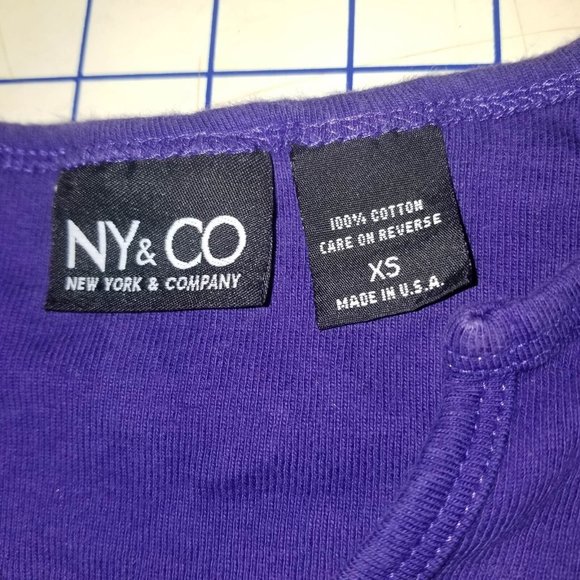 NY & CO
NEW YORK & COMPANY
100% COTTON
CARE ON REVERSE
XS
MADE IN U.S.A.